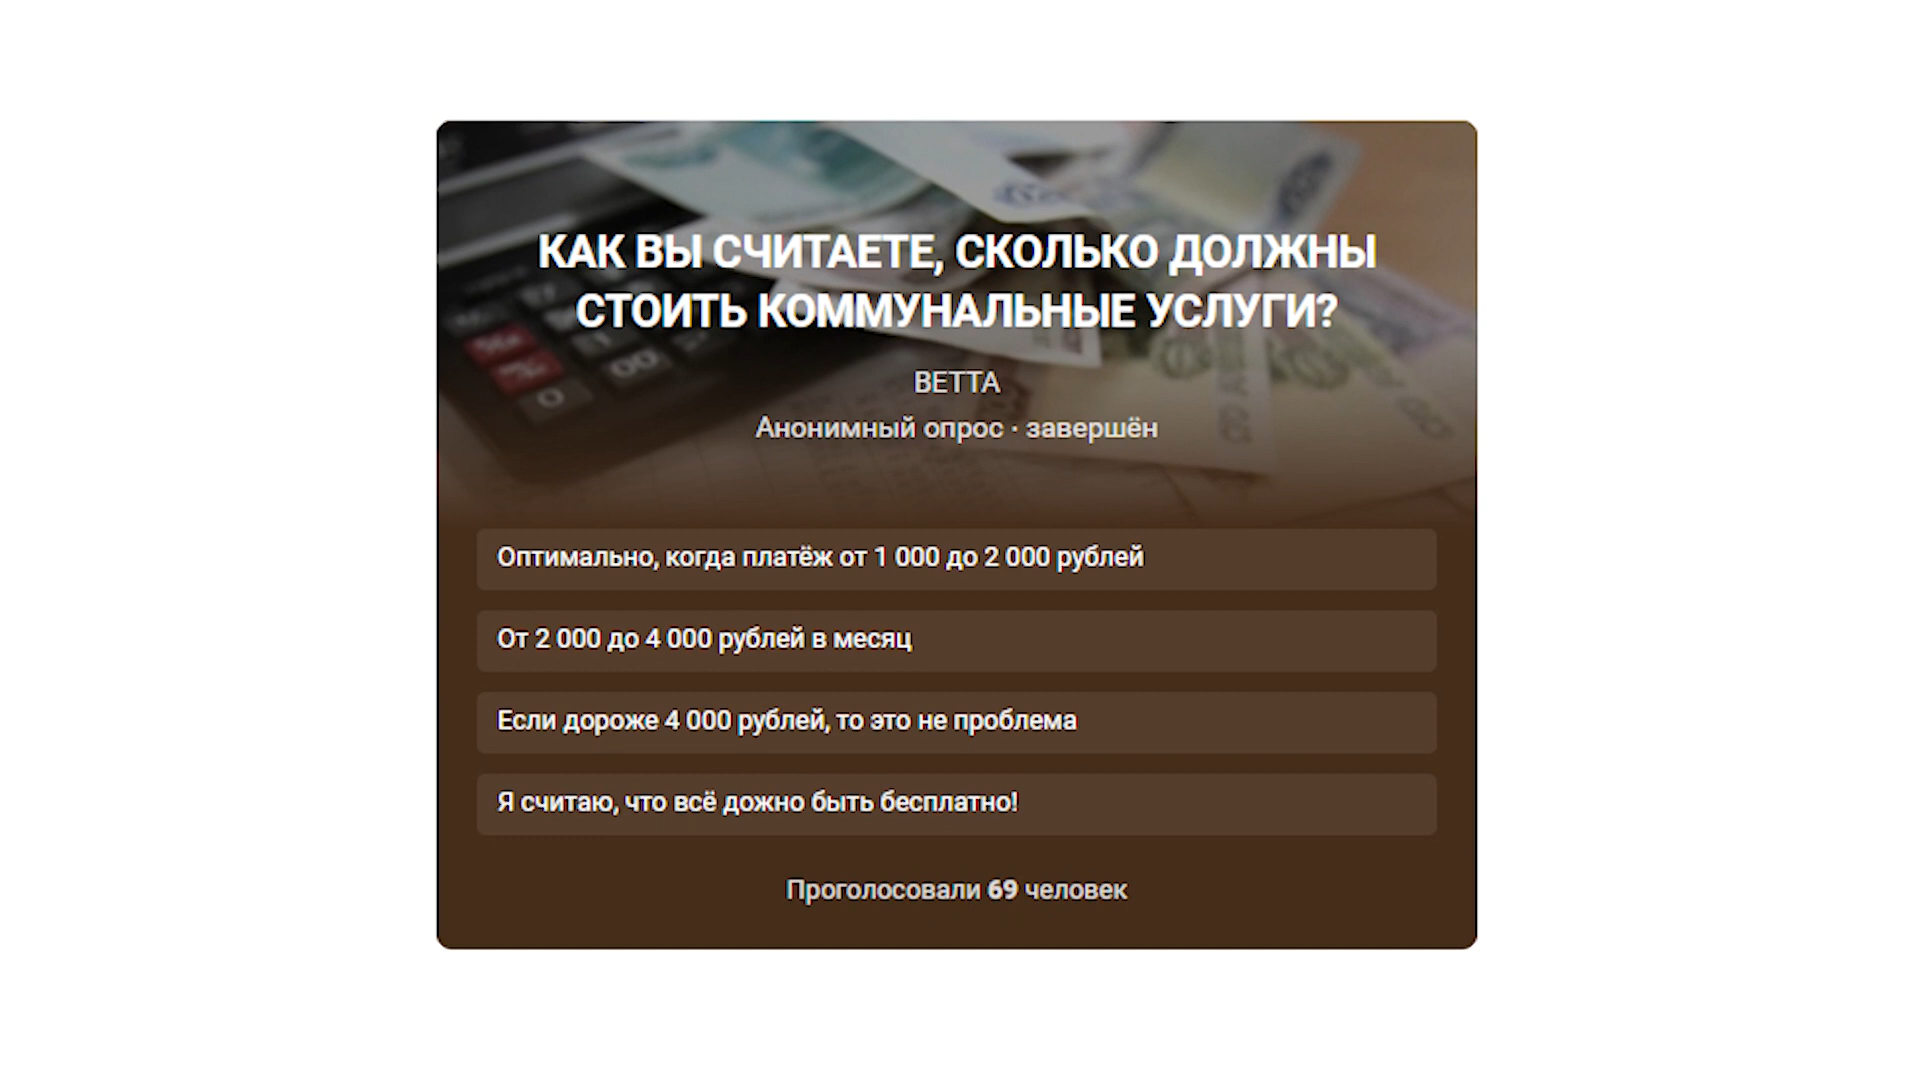 КАК ВЫ СЧИТАЕТЕ, СКОЛЬКО ДОЛЖНЫ
СТОИТЬ КОММУНАЛЬНЫЕ УСЛУГИ?
ВЕТТА
Анонимный опрос · завершён
Оптимально, когда платёж от 1 000 до 2 000 рублей
От 2 000 до 4 000 рублей в месяц
Если дороже 4 000 рублей, то это не проблема
Я считаю, что всё дожно быть бесплатно!
Проголосовали 69 человек